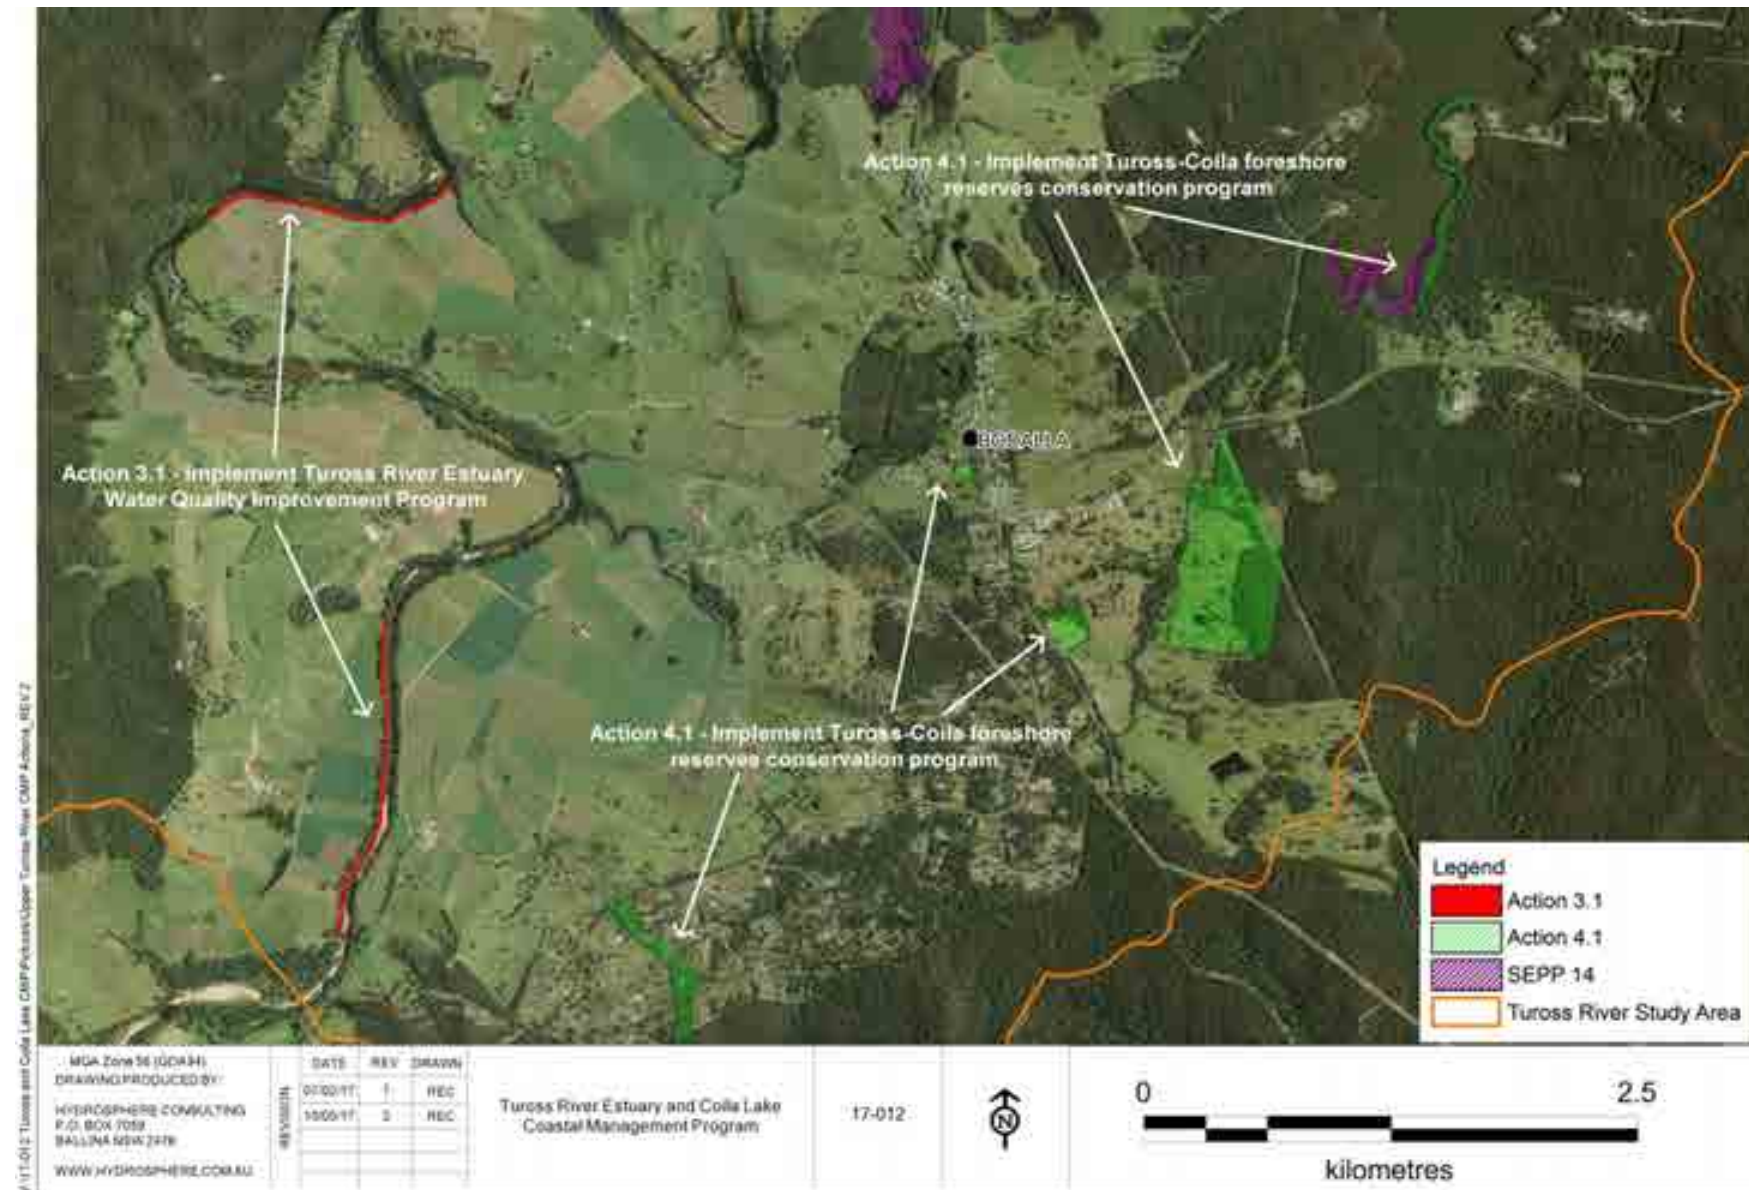 Action 4.1 - Implement Tuross-Coila foreshore
reserves conservation program
BODALLA
Action 3.1 - Implement Tuross River Estuary
Water Quality Improvement Program
Action 4.1 - Implement Tuross-Coila foreshore
reserves conservation program
Legend
Action 3.1
Action 4.1
SEPP 14
Tuross River Study Area
MGA Zone 56 (GDA94)
DRAWING PRODUCED BY:
HYDROSPHERE CONSULTING
P.O. BOX 7059
BALLINA NSW 2478
WWW.HYDROSPHERE.COM.AU
REVISION
DATE REV DRAWN
1 REC
2 REC
Tuross River Estuary and Coila Lake
Coastal Management Program
17-012
N
0 2.5
kilometres